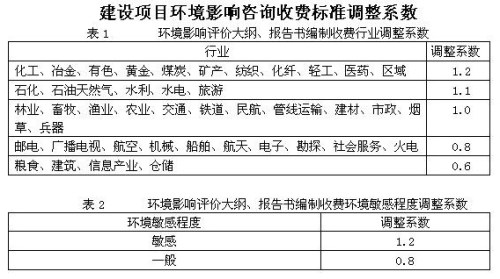 建设项目环境影响咨询收费标准调整系数
表 1 环境影响评价大纲、报告书编制收费行业调整系数
行业 调整系数
化工、冶金、有色、黄金、煤炭、矿产、纺织、化纤、轻工、医药、区域 1.2
石化、石油天然气、水利、水电、旅游 1.1
林业、畜牧、渔业、农业、交通、铁道、民航、管线运输、建材、市政、烟 1.0
草、兵器
邮电、广播电视、航空、机械、船舶、航天、电子、勘探、社会服务、火电 0.8
粮食、建筑、信息产业、仓储 0.6
表 2 环境影响评价大纲、报告书编制收费环境敏感程度调整系数
环境敏感程度 调整系数
敏感 1.2
一般 0.8